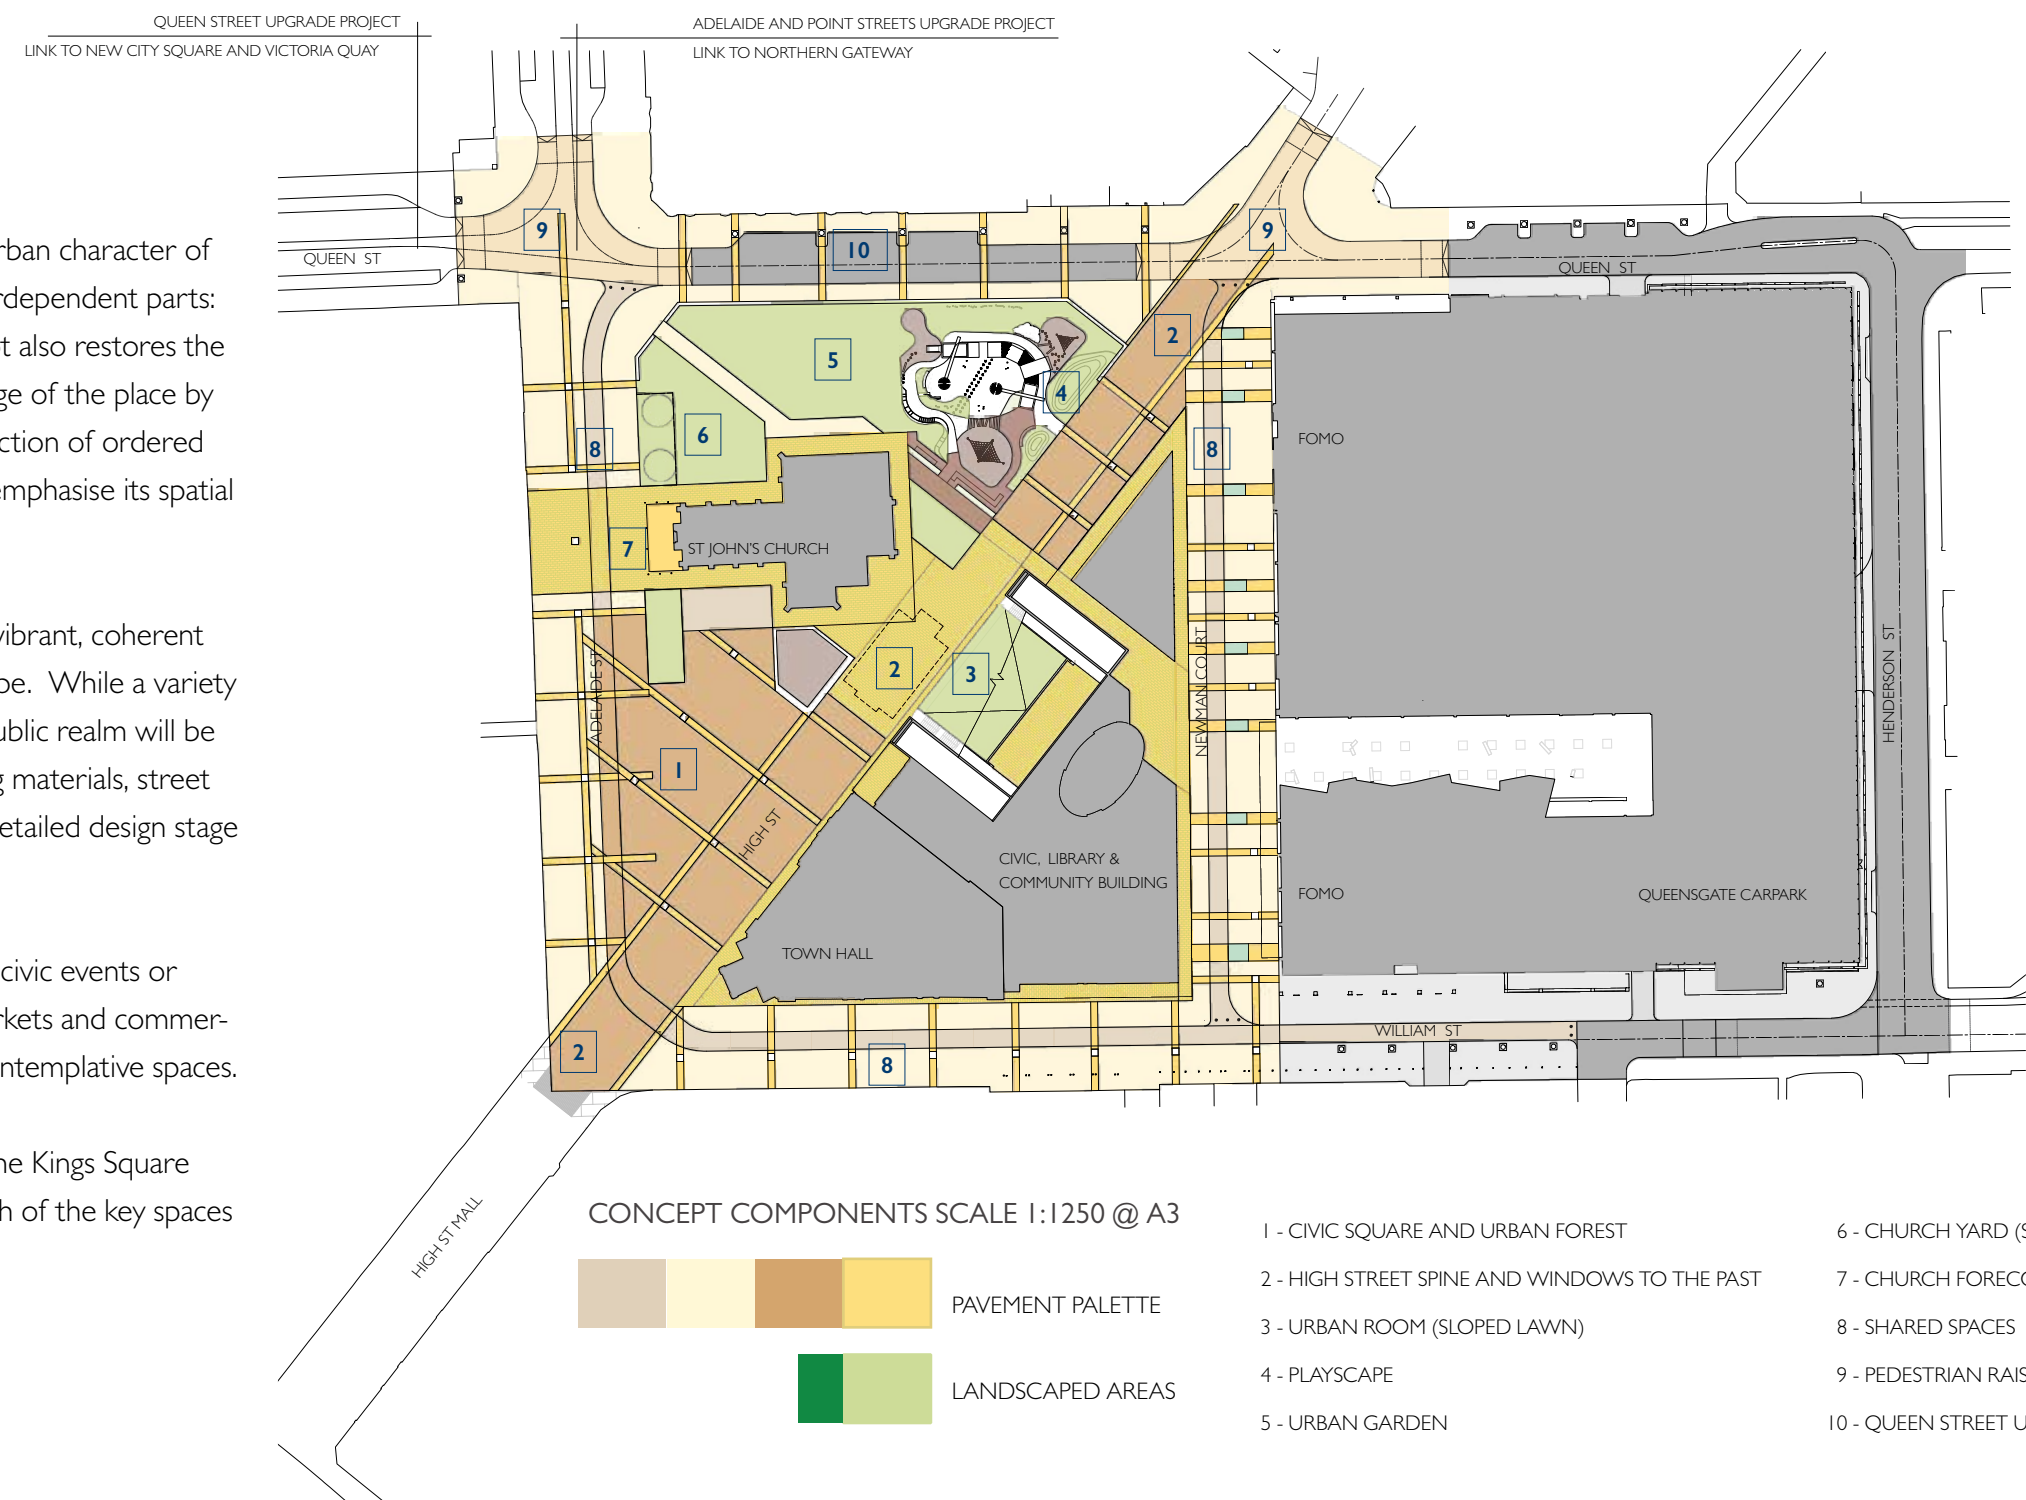 QUEEN STREET UPGRADE PROJECT
LINK TO NEW CITY SQUARE AND VICTORIA QUAY
ADELAIDE AND POINT STREETS UPGRADE PROJECT
LINK TO NORTHERN GATEWAY
rban character of
rdependent parts:
t also restores the
ge of the place by
ction of ordered
emphasise its spatial
vibrant, coherent
pe.  While a variety
ublic realm will be
g materials, street
etailed design stage
civic events or
rkets and commer-
ntemplative spaces.
ne Kings Square
h of the key spaces
9
10
9
QUEEN ST
QUEEN ST
2
5
4
6
8
8
FOMO
7
ST JOHN'S CHURCH
2
3
ADELAIDE ST
NEWMAN COURT
HENDERSON ST
1
HIGH ST
CIVIC, LIBRARY &
COMMUNITY BUILDING
FOMO
QUEENSGATE CARPARK
TOWN HALL
WILLIAM ST
2
8
HIGH ST MALL
CONCEPT COMPONENTS SCALE 1:1250 @ A3
PAVEMENT PALETTE
LANDSCAPED AREAS
1 - CIVIC SQUARE AND URBAN FOREST
2 - HIGH STREET SPINE AND WINDOWS TO THE PAST
3 - URBAN ROOM (SLOPED LAWN)
4 - PLAYSCAPE
5 - URBAN GARDEN
6 - CHURCH YARD (S
7 - CHURCH FOREC
8 - SHARED SPACES
9 - PEDESTRIAN RAIS
10 - QUEEN STREET U